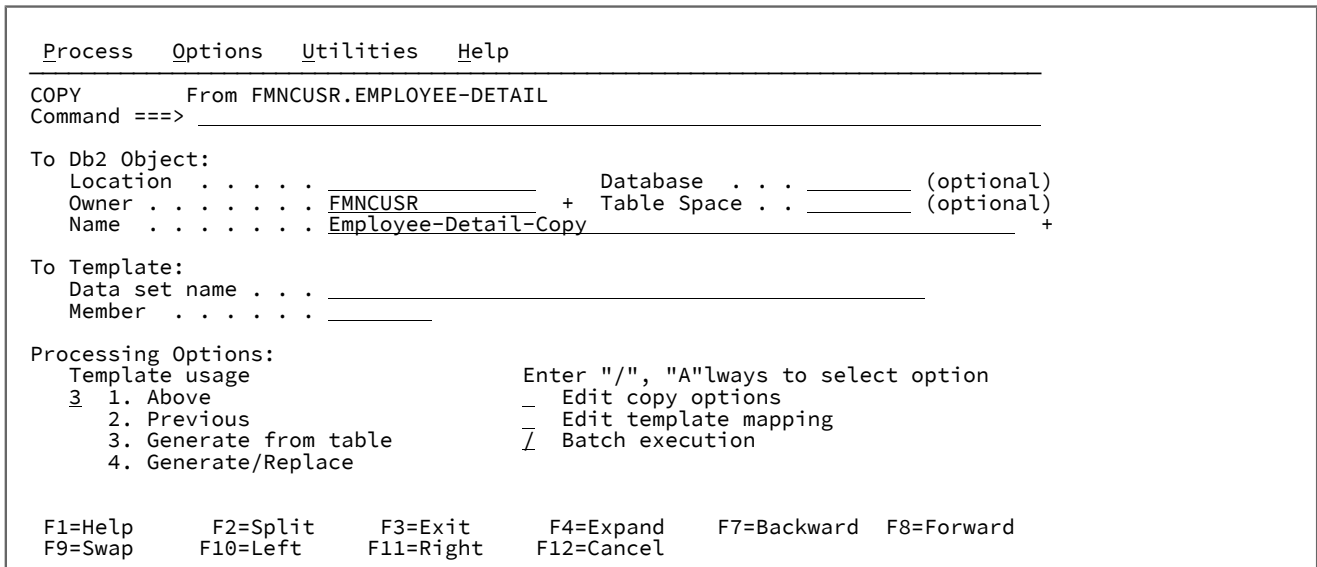 Process   Options   Utilities   Help
COPY        From FMNCUSR.EMPLOYEE-DETAIL
Command ===>
To Db2 Object:
Location  . . . . .                     Database  . . .          (optional)
Owner . . . . . . . FMNCUSR           +  Table Space . .          (optional)
Name  . . . . . . . Employee-Detail-Copy                                   +
To Template:
Data set name . . .
Member  . . . . . .
Processing Options:
Template usage                     Enter "/", "A"lways to select option
3  1. Above                        _  Edit copy options
2. Previous                     _  Edit template mapping
3. Generate from table          /  Batch execution
4. Generate/Replace
F1=Help      F2=Split     F3=Exit      F4=Expand    F7=Backward  F8=Forward
F9=Swap     F10=Left     F11=Right    F12=Cancel